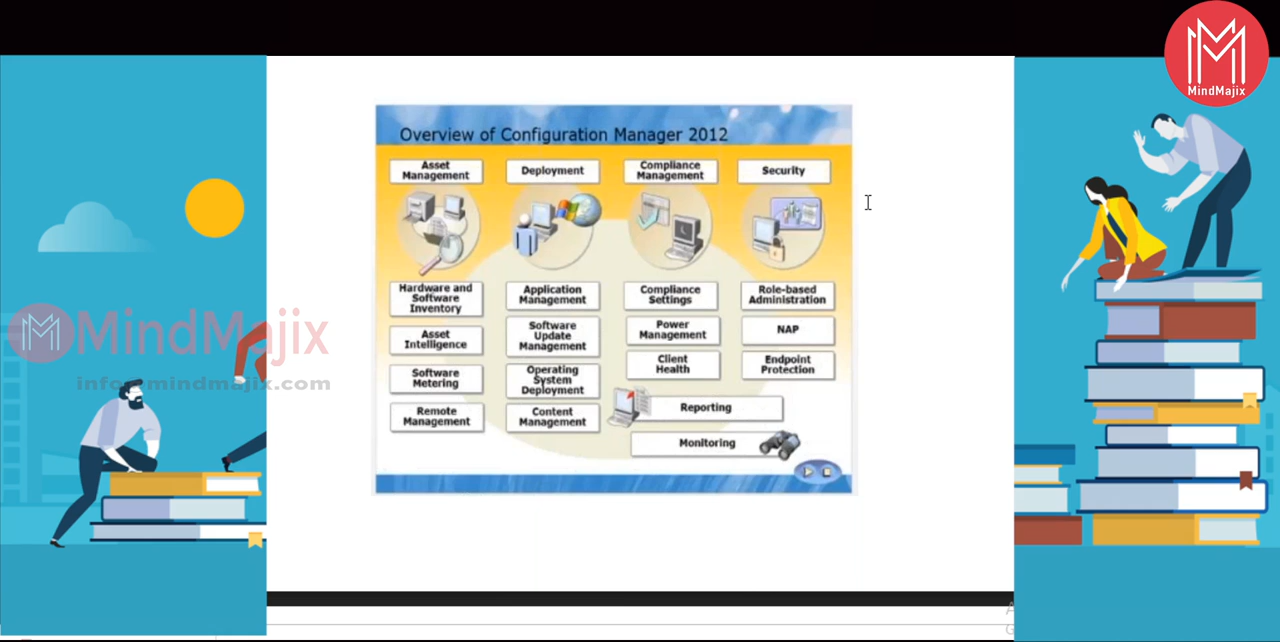 MindMajix
Overview of Configuration Manager 2012
Asset
Management
Deployment
Compliance
Management
Security
Hardware and
Software
Inventory
Application
Management
Compliance
Settings
Role-based
Administration
Asset
Intelligence
Software
Update
Management
Power
Management
NAP
Software
Metering
Operating
System
Deployment
Client
Health
Endpoint
Protection
Remote
Management
Content
Management
Reporting
Monitoring
MindMajix
info@mindmajix.com